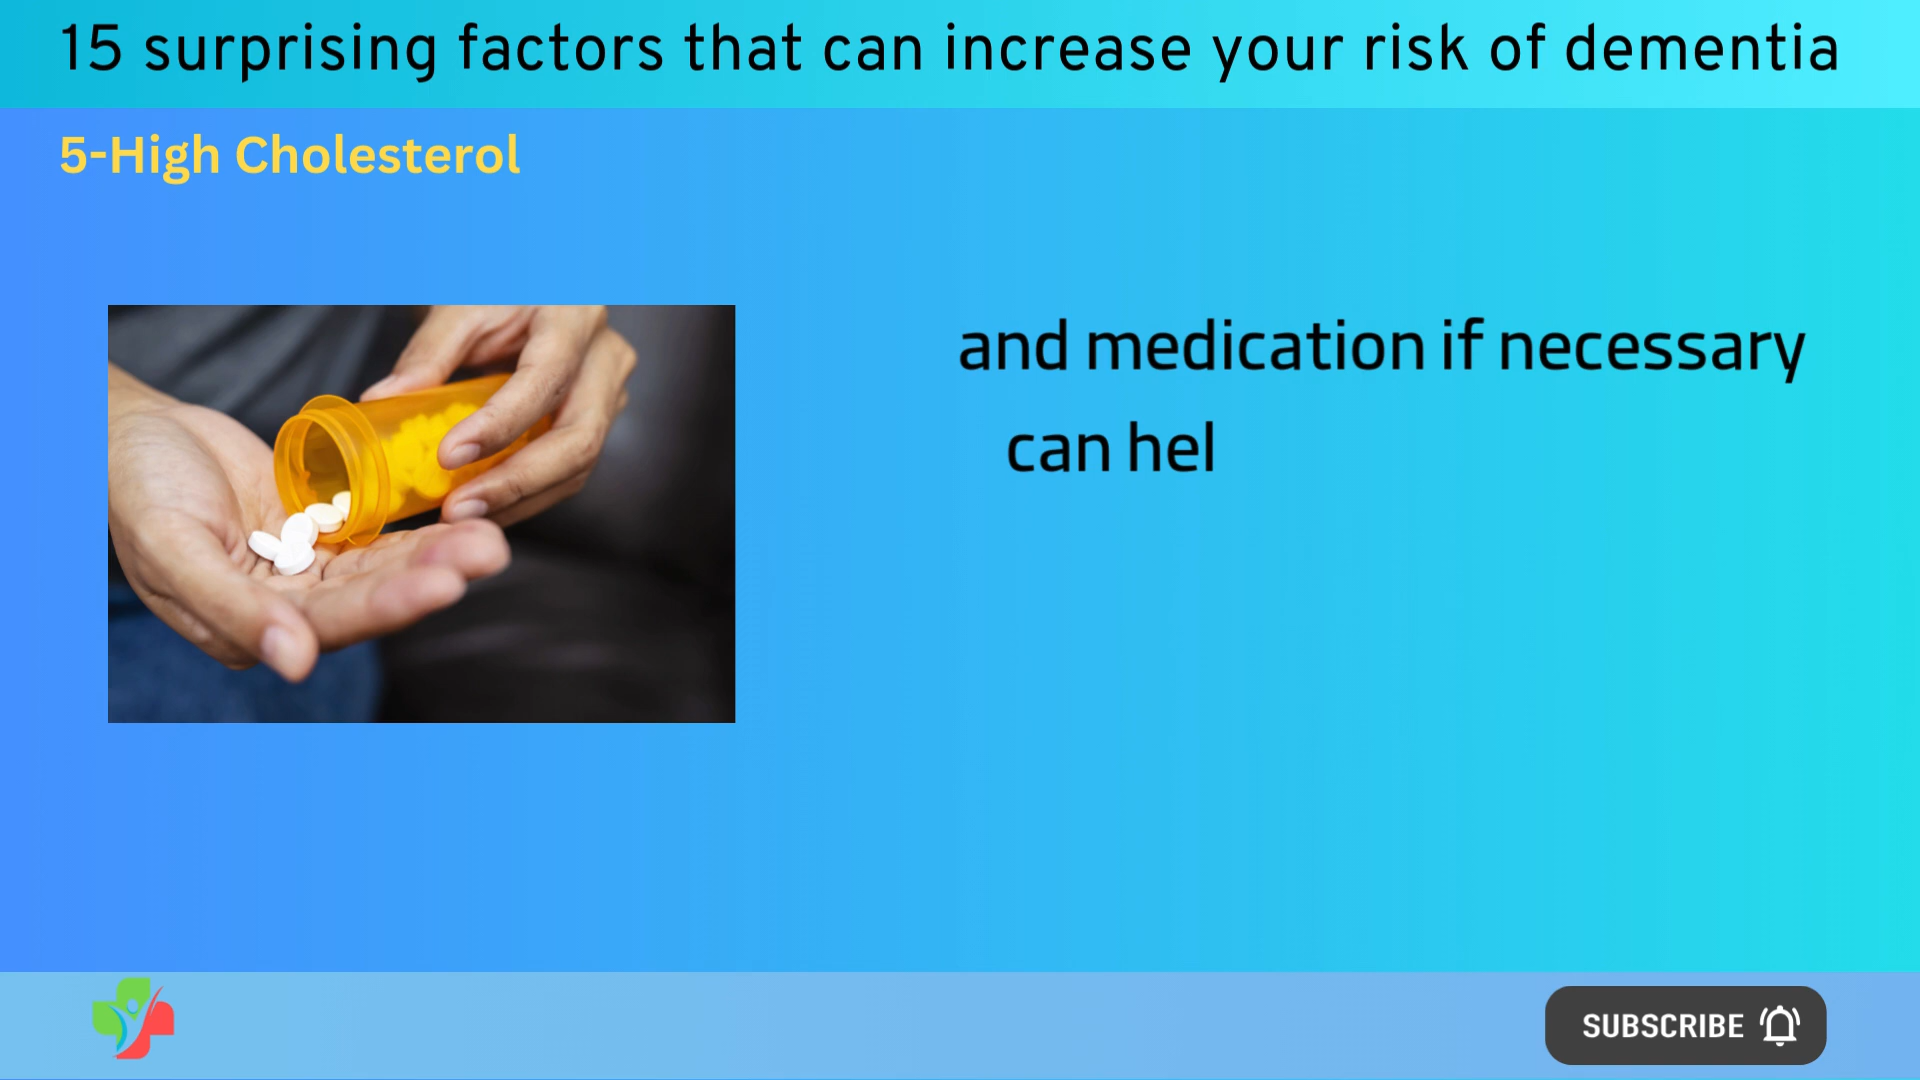 15 surprising factors that can increase your risk of dementia
5-High Cholesterol
and medication if necessary
can hel
SUBSCRIBE